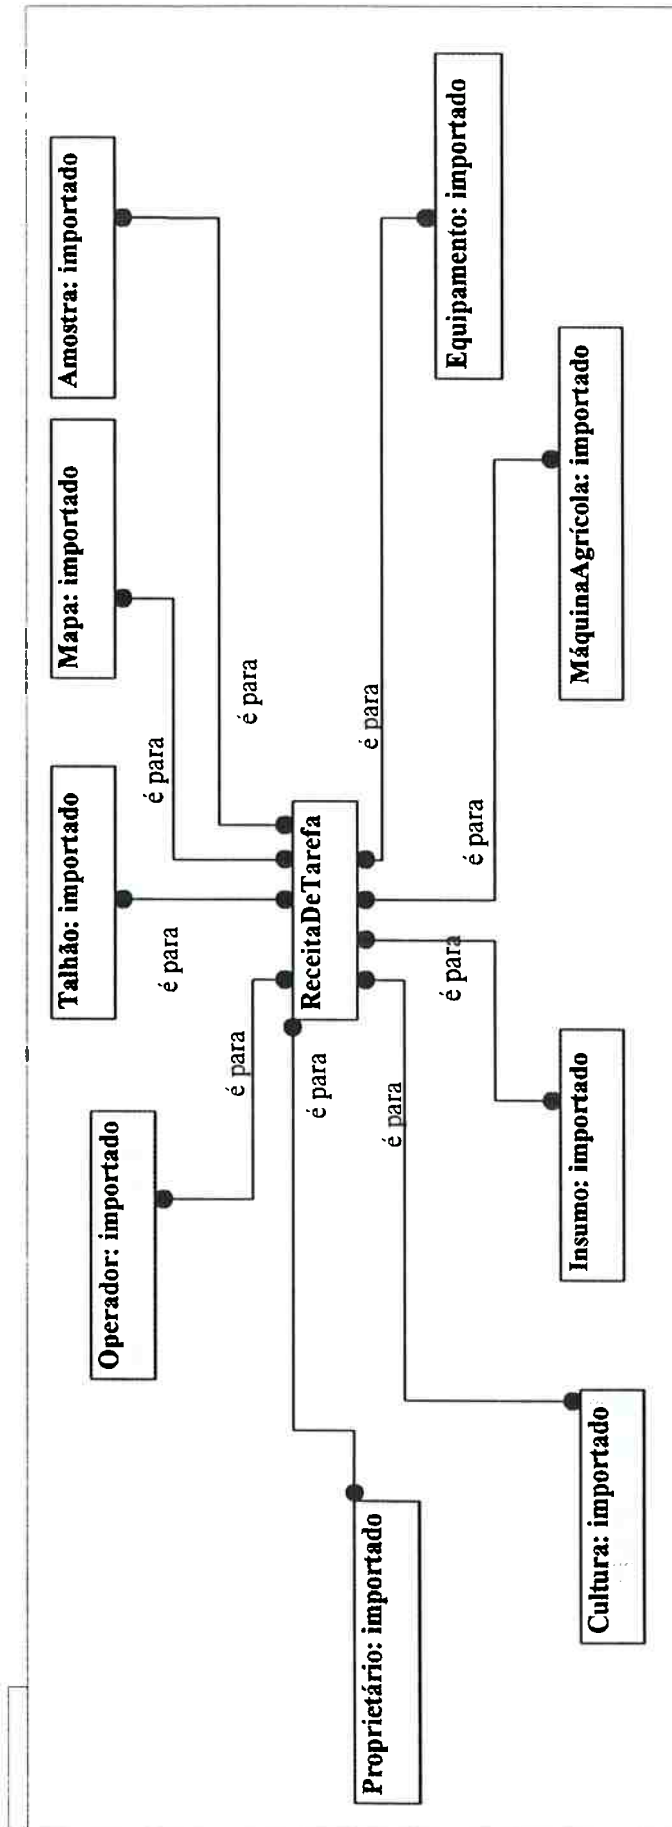 Operador: importado
Talhão: importado
Mapa: importado
Amostra: importado
é para
é para
é para
é para
Proprietário: importado
é para
ReceitaDeTarefa
é para
é para
é para
é para
Equipamento: importado
Cultura: importado
Insumo: importado
MáquinaAgrícola: importado